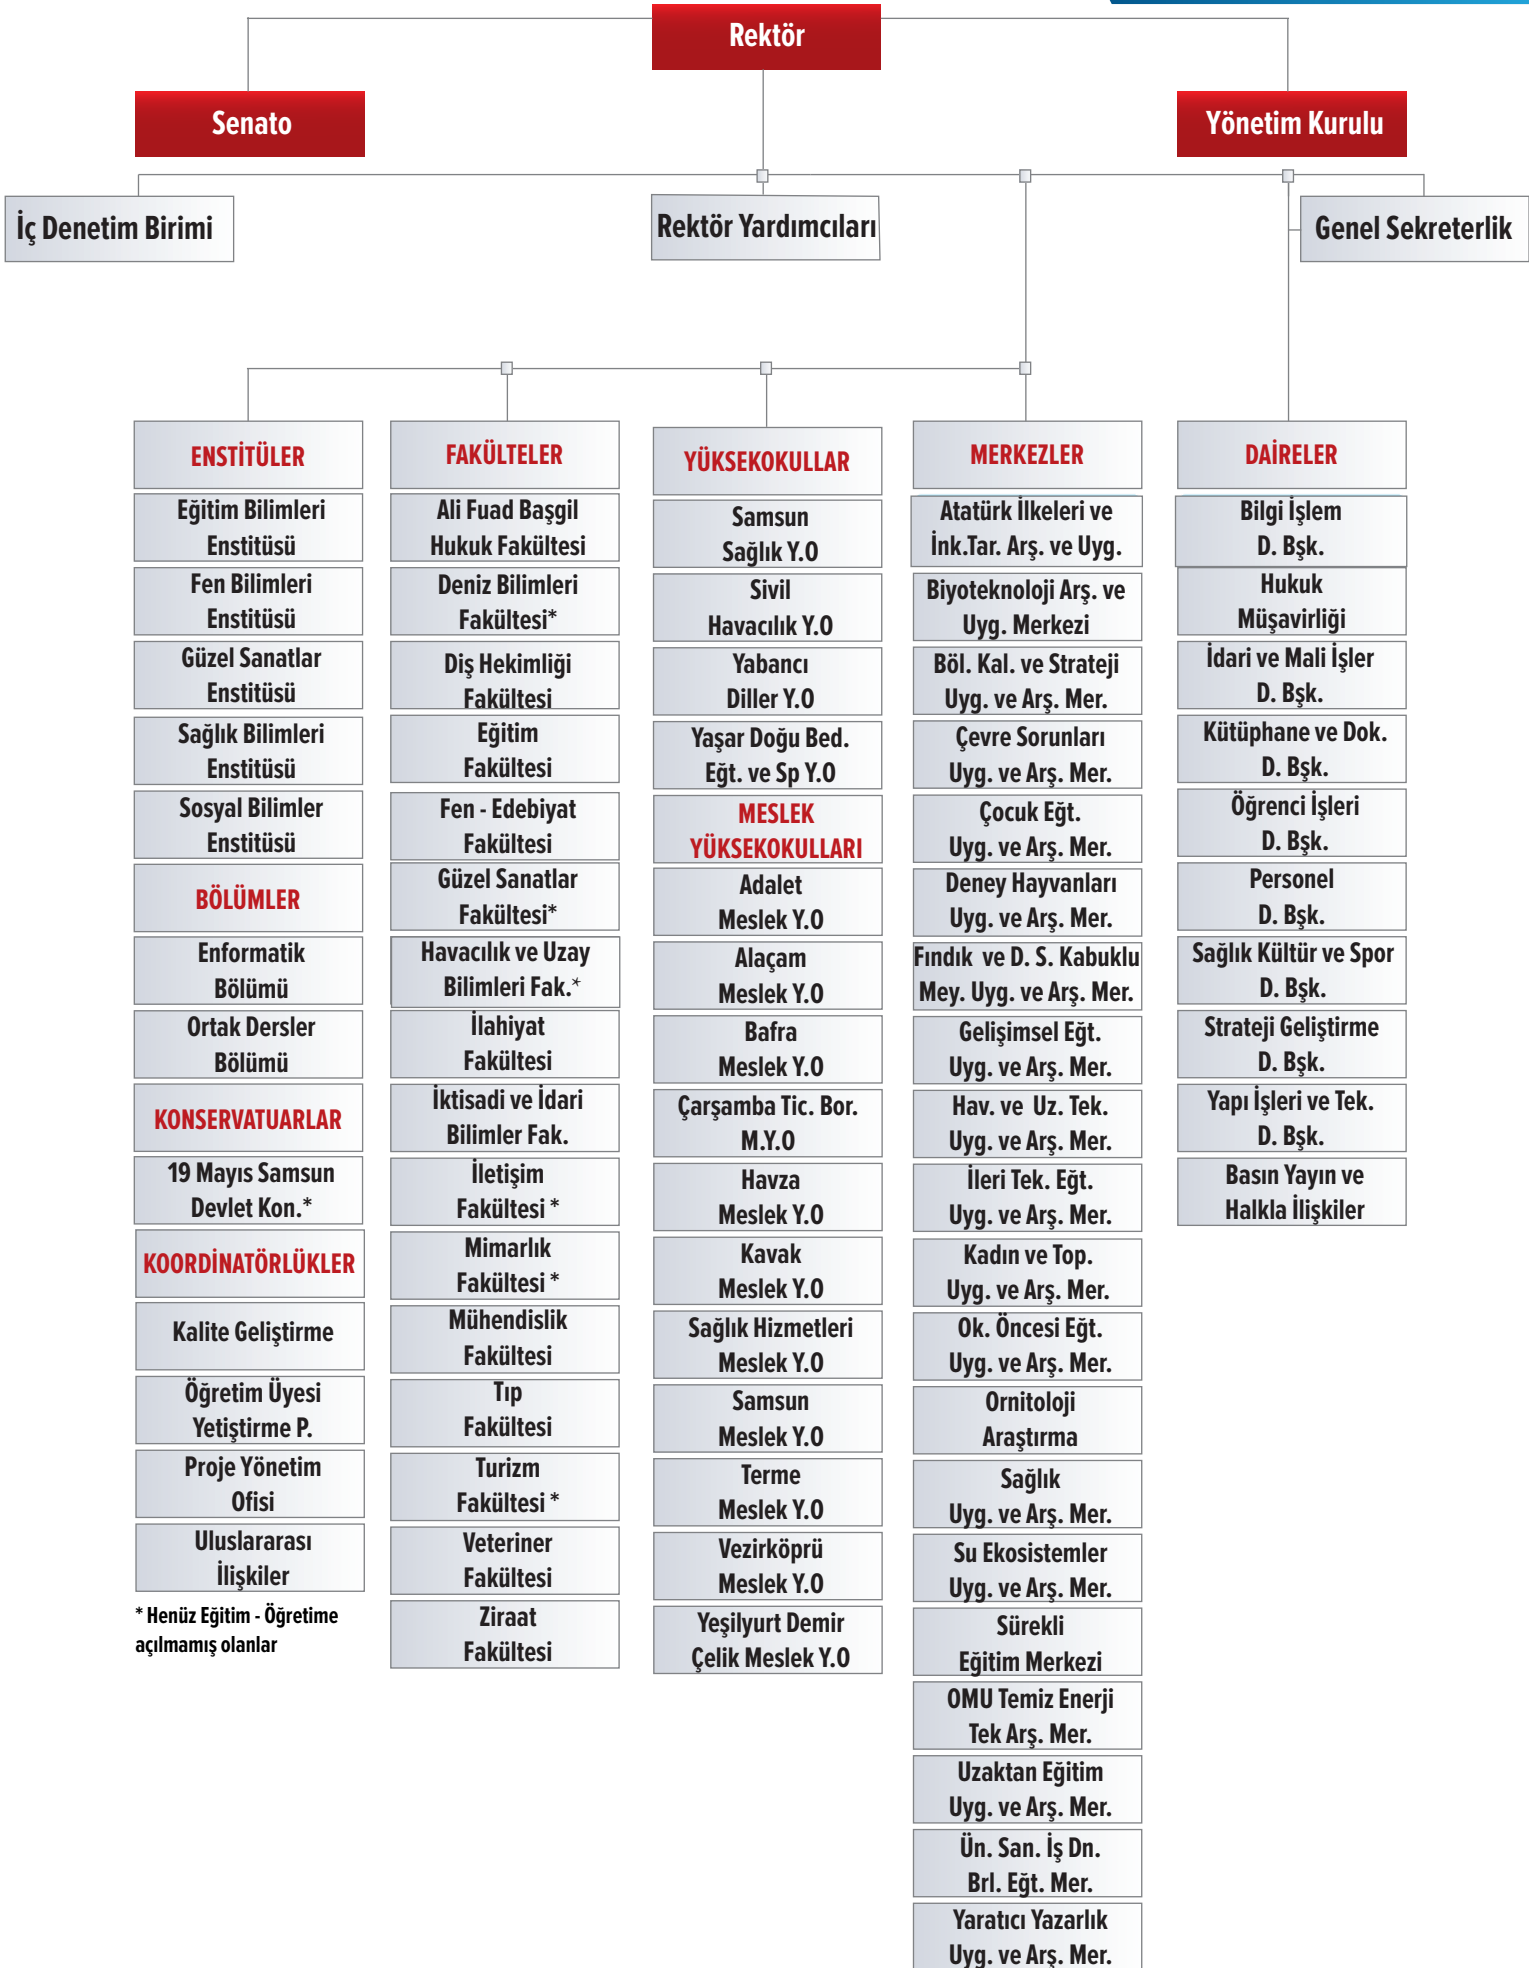 Rektör
Senato
Yönetim Kurulu
İç Denetim Birimi
Rektör Yardımcıları
Genel Sekreterlik
ENSTİTÜLER
Eğitim Bilimleri
Enstitüsü
Fen Bilimleri
Enstitüsü
Güzel Sanatlar
Enstitüsü
Sağlık Bilimleri
Enstitüsü
Sosyal Bilimler
Enstitüsü
BÖLÜMLER
Enformatik
Bölümü
Ortak Dersler
Bölümü
KONSERVATUARLAR
19 Mayıs Samsun
Devlet Kon.*
KOORDİNATÖRLÜKLER
Kalite Geliştirme
Öğretim Üyesi
Yetiştirme P.
Proje Yönetim
Ofisi
Uluslararası
İlişkiler
* Henüz Eğitim - Öğretime
açılmamış olanlar
FAKÜLTELER
Ali Fuad Başgil
Hukuk Fakültesi
Deniz Bilimleri
Fakültesi*
Diş Hekimliği
Fakültesi
Eğitim
Fakültesi
Fen - Edebiyat
Fakültesi
Güzel Sanatlar
Fakültesi*
Havacılık ve Uzay
Bilimleri Fak.*
İlahiyat
Fakültesi
İktisadi ve İdari
Bilimler Fak.
İletişim
Fakültesi *
Mimarlık
Fakültesi *
Mühendislik
Fakültesi
Tıp
Fakültesi
Turizm
Fakültesi *
Veteriner
Fakültesi
Ziraat
Fakültesi
YÜKSEKOKULLAR
Samsun
Sağlık Y.O
Sivil
Havacılık Y.O
Yabancı
Diller Y.O
Yaşar Doğu Bed.
Eğt. ve Sp Y.O
MESLEK
YÜKSEKOKULLARI
Adalet
Meslek Y.O
Alaçam
Meslek Y.O
Bafra
Meslek Y.O
Çarşamba Tic. Bor.
M.Y.O
Havza
Meslek Y.O
Kavak
Meslek Y.O
Sağlık Hizmetleri
Meslek Y.O
Samsun
Meslek Y.O
Terme
Meslek Y.O
Vezirköprü
Meslek Y.O
Yeşilyurt Demir
Çelik Meslek Y.O
MERKEZLER
Atatürk İlkeleri ve
İnk.Tar. Arş. ve Uyg.
Biyoteknoloji Arş. ve
Uyg. Merkezi
Böl. Kal. ve Strateji
Uyg. ve Arş. Mer.
Çevre Sorunları
Uyg. ve Arş. Mer.
Çocuk Eğt.
Uyg. ve Arş. Mer.
Deney Hayvanları
Uyg. ve Arş. Mer.
Fındık ve D. S. Kabuklu
Mey. Uyg. ve Arş. Mer.
Gelişimsel Eğt.
Uyg. ve Arş. Mer.
Hav. ve Uz. Tek.
Uyg. ve Arş. Mer.
İleri Tek. Eğt.
Uyg. ve Arş. Mer.
Kadın ve Top.
Uyg. ve Arş. Mer.
Ok. Öncesi Eğt.
Uyg. ve Arş. Mer.
Ornitoloji
Araştırma
Sağlık
Uyg. ve Arş. Mer.
Su Ekosistemler
Uyg. ve Arş. Mer.
Sürekli
Eğitim Merkezi
OMU Temiz Enerji
Tek Arş. Mer.
Uzaktan Eğitim
Uyg. ve Arş. Mer.
Ün. San. İş Dn.
Brl. Eğt. Mer.
Yaratıcı Yazarlık
Uyg. ve Arş. Mer.
DAİRELER
Bilgi İşlem
D. Bşk.
Hukuk
Müşavirliği
İdari ve Mali İşler
D. Bşk.
Kütüphane ve Dok.
D. Bşk.
Öğrenci İşleri
D. Bşk.
Personel
D. Bşk.
Sağlık Kültür ve Spor
D. Bşk.
Strateji Geliştirme
D. Bşk.
Yapı İşleri ve Tek.
D. Bşk.
Basın Yayın ve
Halkla İlişkiler